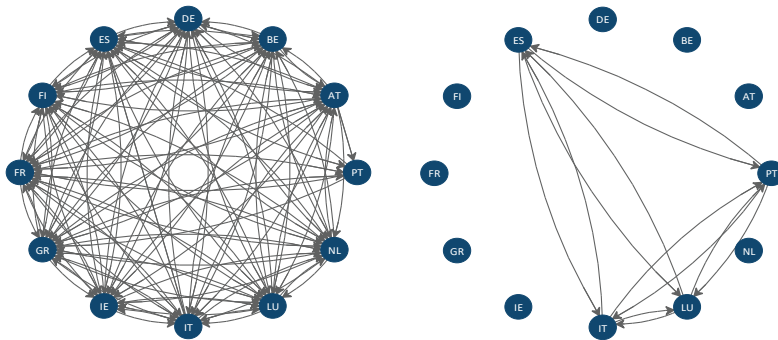 DE
ES
BE
FI
AT
FR
PT
GR
NL
IE
LU
IT
DE
ES
BE
FI
AT
FR
PT
GR
NL
IE
LU
IT